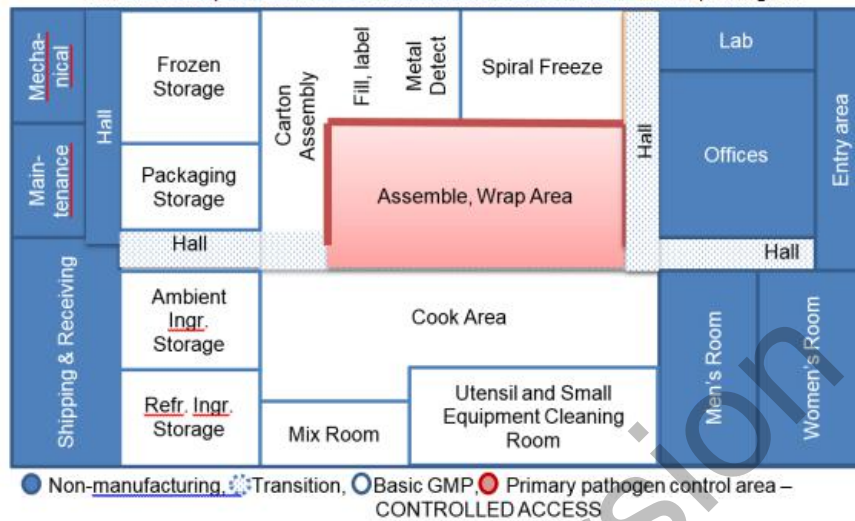 Mecha-
nical
Main-
tenance
Shipping & Receiving
Hall
Frozen
Storage
Packaging
Storage
Hall
Ambient
Ingr.
Storage
Refr. Ingr.
Storage
Carton
Assembly
Fill, label
Metal
Detect
Spiral Freeze
Assemble, Wrap Area
Cook Area
Mix Room
Utensil and Small
Equipment Cleaning
Room
Hall
Lab
Offices
Hall
Entry area
Men's Room
Women's Room
Non-manufacturing, Transition, Basic GMP, Primary pathogen control area –
CONTROLLED ACCESS